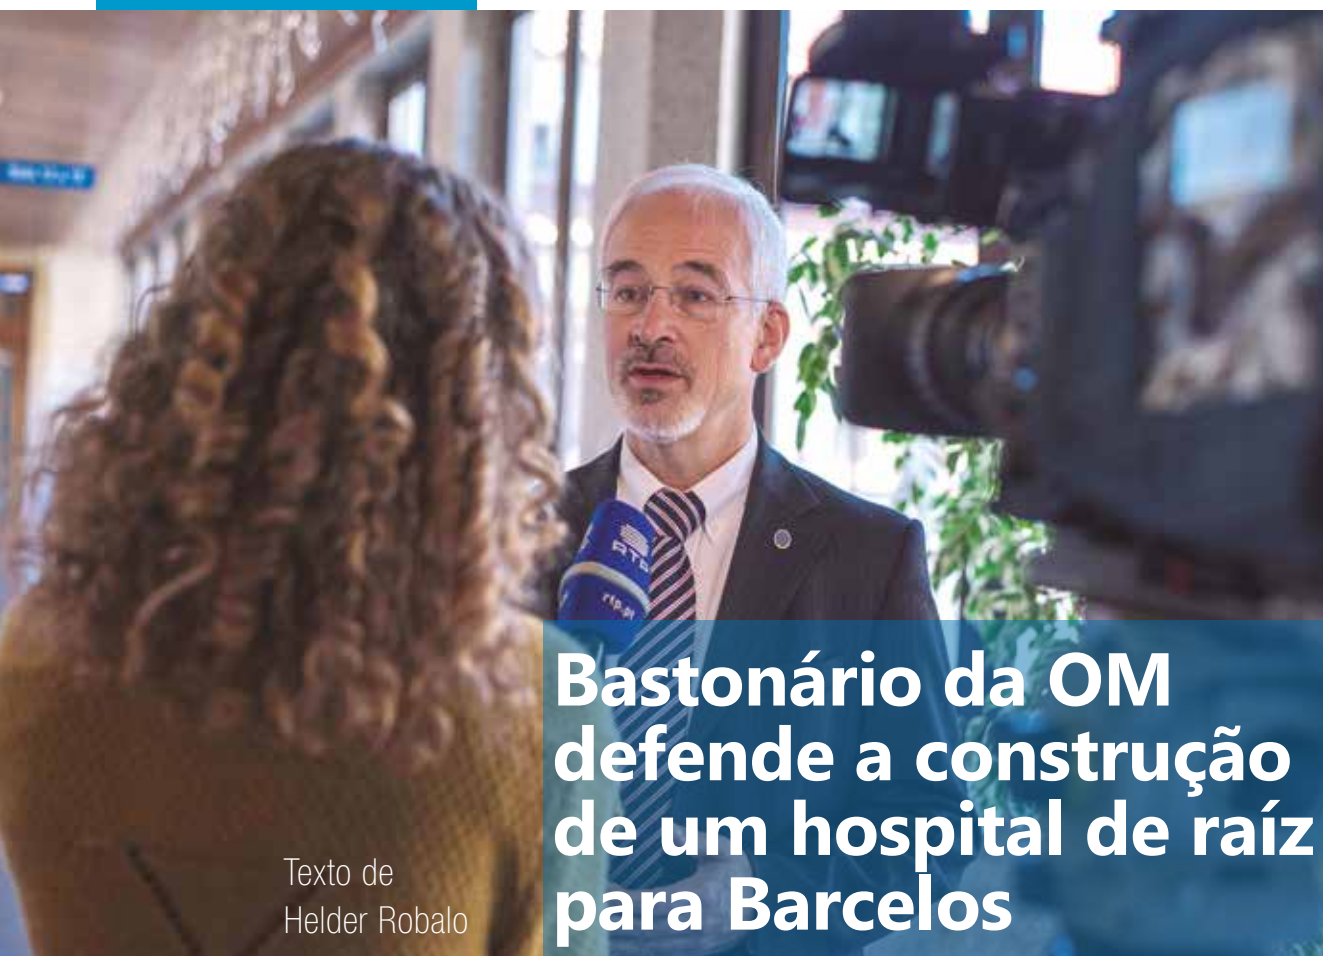 RTP
rtp.pt
Bastonário da OM
defende a construção
de um hospital de raíz
para Barcelos
Texto de
Helder Robalo